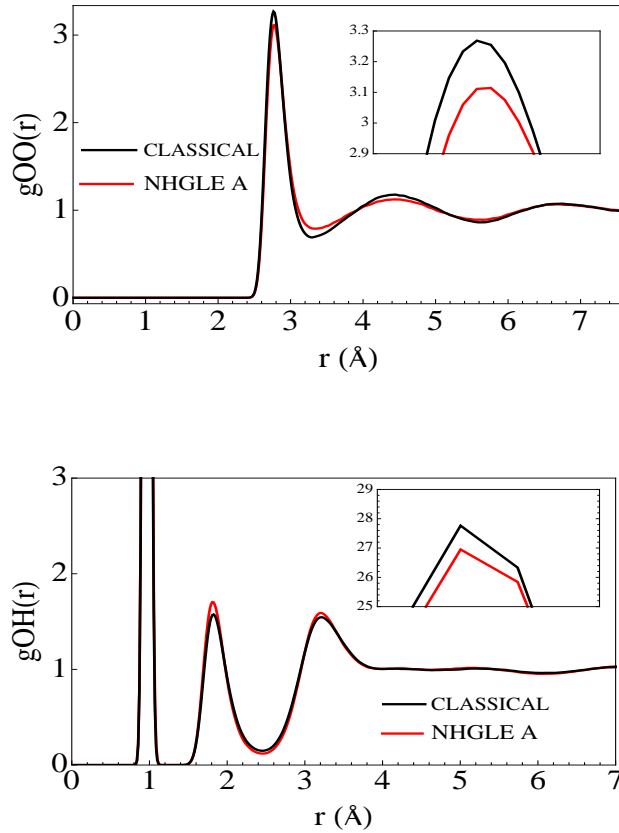 3.3
3.2
3.1
3
2.9
3
2
1
0
gOO(r)
CLASSICAL
NHGLE A
0 1 2 3 4 5 6 7
r (Å)
29
28
27
26
25
3
2
1
0
gOH(r)
CLASSICAL
NHGLE A
0 1 2 3 4 5 6 7
r (Å)